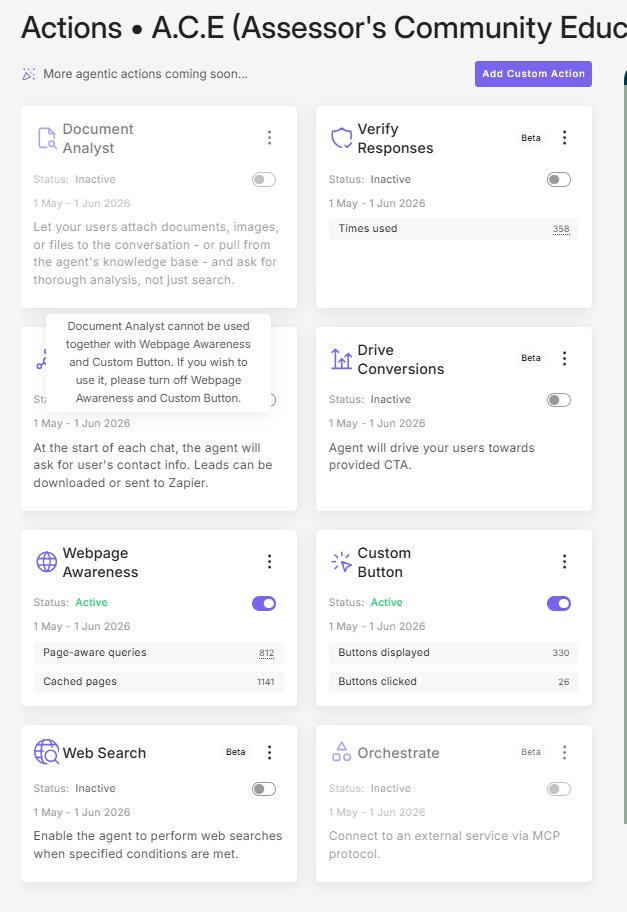 Actions • A.C.E (Assessor's Community Educ
More agentic actions coming soon...
Add Custom Action
Document
Analyst
Status: Inactive
1 May - 1 Jun 2026
Let your users attach documents, images,
or files to the conversation - or pull from
the agent's knowledge base - and ask for
thorough analysis, not just search.
Verify
Responses
Beta
Status: Inactive
1 May - 1 Jun 2026
Times used 358
Document Analyst cannot be used
together with Webpage Awareness
and Custom Button. If you wish to
use it, please turn off Webpage
Awareness and Custom Button.
1 May - 1 Jun 2026
At the start of each chat, the agent will
ask for user's contact info. Leads can be
downloaded or sent to Zapier.
Drive
Conversions
Beta
Status: Inactive
1 May - 1 Jun 2026
Agent will drive your users towards
provided CTA.
Webpage
Awareness
Status: Active
1 May - 1 Jun 2026
Page-aware queries 812
Cached pages 1141
Custom
Button
Status: Active
1 May - 1 Jun 2026
Buttons displayed 330
Buttons clicked 26
Web Search
Beta
Status: Inactive
1 May - 1 Jun 2026
Enable the agent to perform web searches
when specified conditions are met.
Orchestrate
Beta
Status: Inactive
1 May - 1 Jun 2026
Connect to an external service via MCP
protocol.